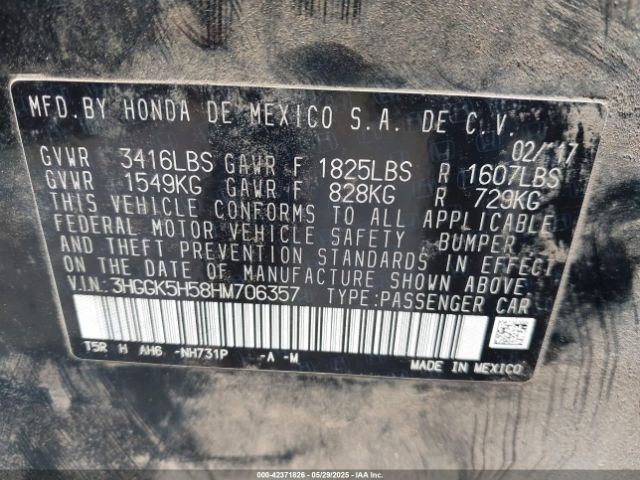 MFD.BY HONDA DE MEXICO S.A. DE C.V.
02/'17
GVWR 3416LBS GAWR F 1825LBS R 1607LBS
GVWR 1549KG GAWR F 828KG R 729KG
THIS VEHICLE CONFORMS TO ALL APPLICABLE
FEDERAL MOTOR VEHICLE SAFETY BUMPER
AND THEFT PREVENTION STANDARDS IN EFFECT
ON THE DATE OF MANUFACTURE SHOWN ABOVE.
V.I.N.: 3HGGK5H58HM706357 TYPE:PASSENGER CAR
T5R H AH6 -NH731P -A -M
MADE IN MEXICO
000-42371826 05/29/2025 IAAI, Inc.